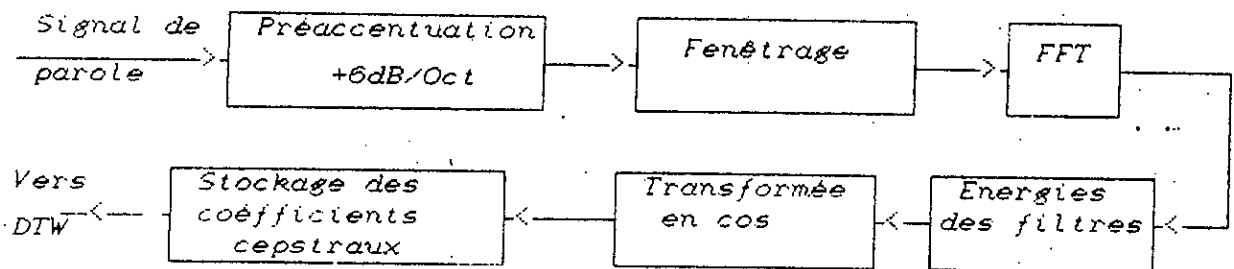 Signal de
parole
Préaccentuation
+6dB/Oct
Fenêtrage
FFT
Energies
des filtres
Transformée
en cos
Stockage des
coéfficients
cepstraux
Vers
DTW